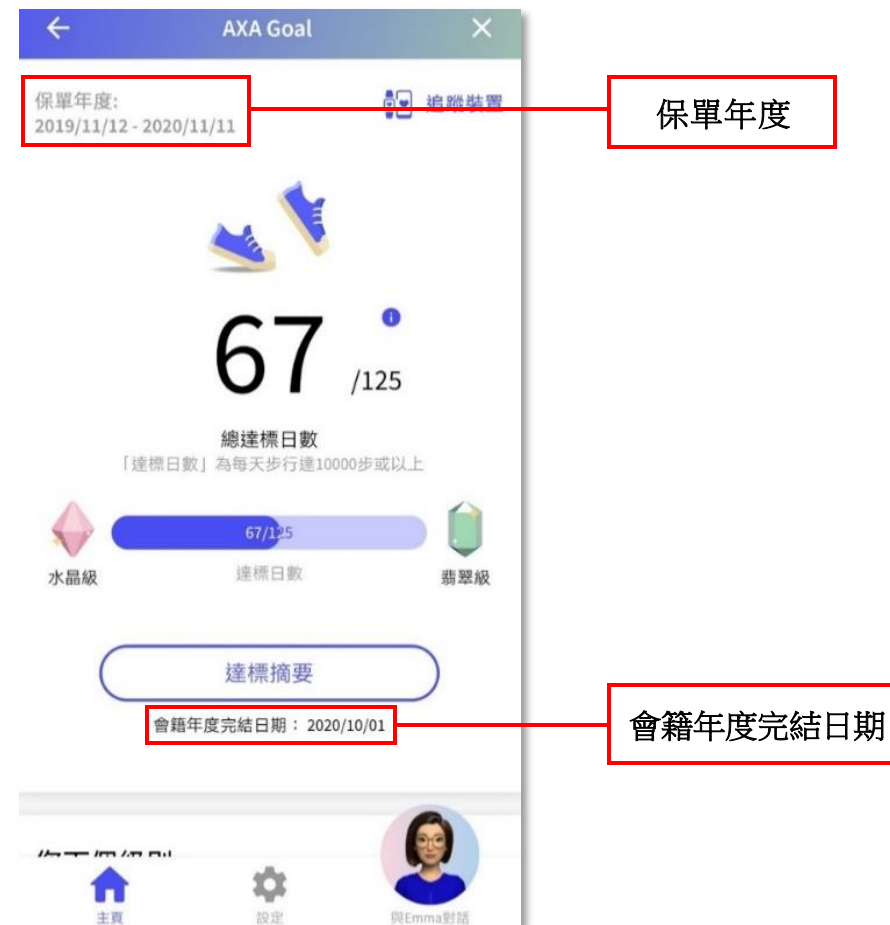 AXA Goal
保單年度:
2019/11/12 - 2020/11/11
追蹤裝置
保單年度
67
/125
總達標日數
「達標日數」為每天步行達10000步或以上
67/125
水晶級
達標日數
翡翠級
達標摘要
會籍年度完結日期： 2020/10/01
會籍年度完結日期
主頁
設定
與Emma對話